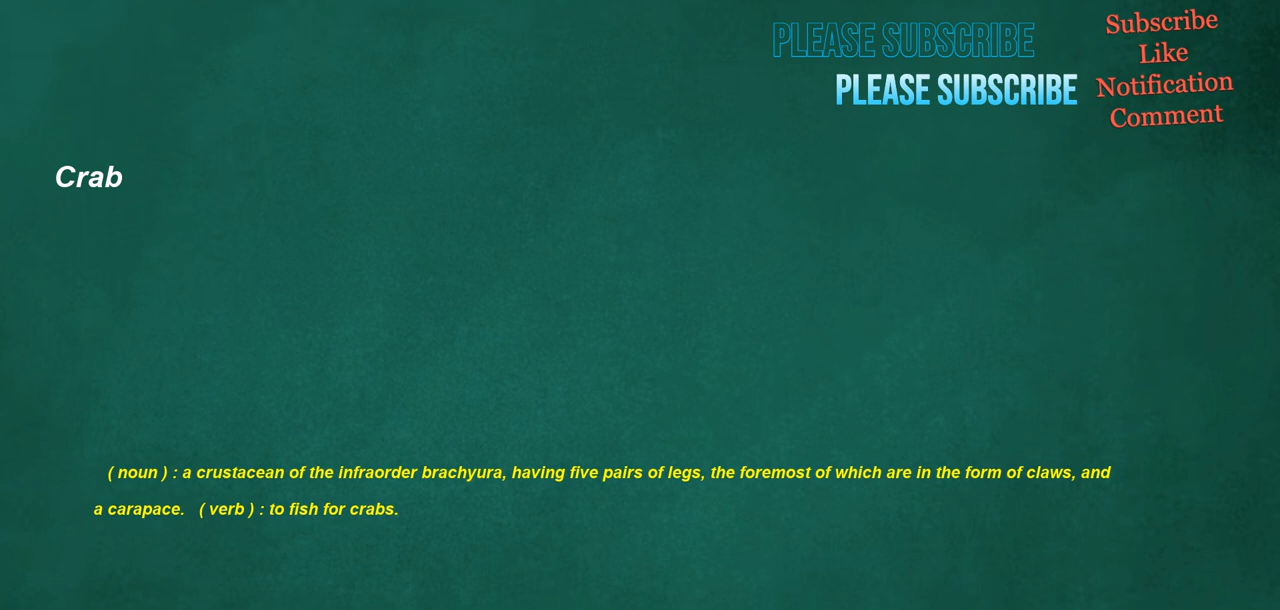 PLEASE SUBSCRIBE
PLEASE SUBSCRIBE
Subscribe
Like
Notification
Comment
Crab
( noun ) : a crustacean of the infraorder brachyura, having five pairs of legs, the foremost of which are in the form of claws, and
a carapace. ( verb ) : to fish for crabs.